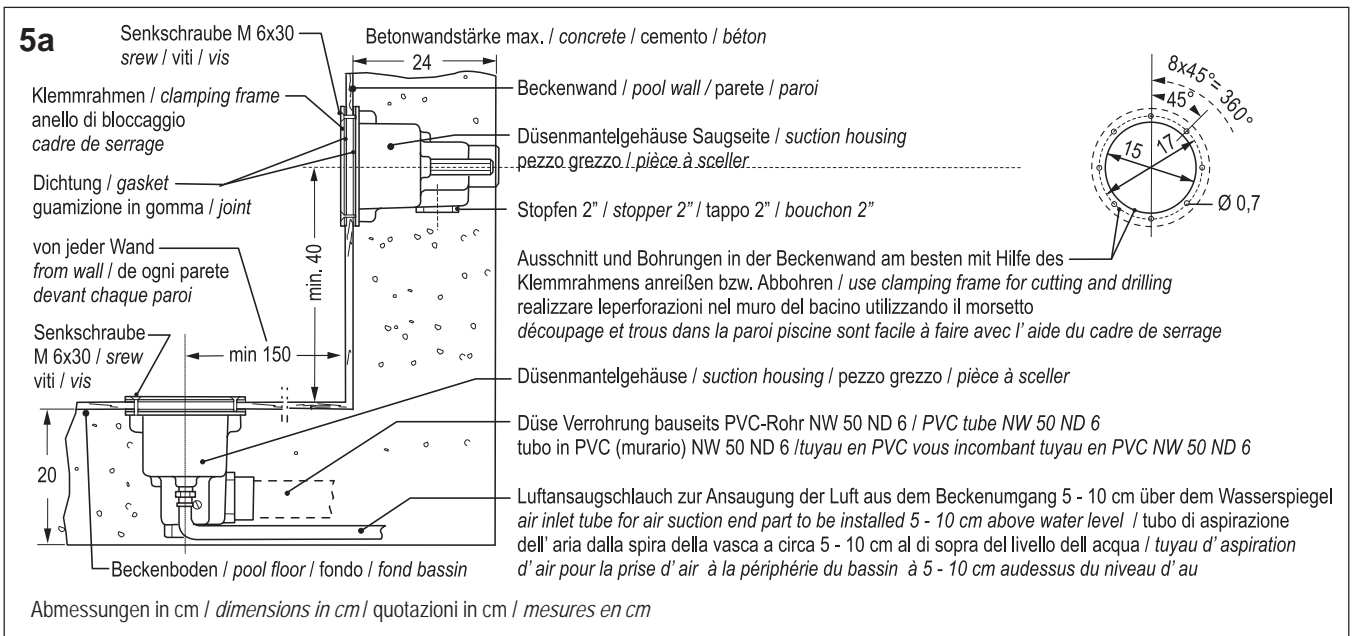 5a
Senkschraube M 6x30
srew / viti / vis
Betonwandstärke max. / concrete / cemento / béton
24
Klemmrahmen / clamping frame
anello di bloccaggio
cadre de serrage
Beckenwand / pool wall / parete / paroi
Düsenmantelgehäuse Saugseite / suction housing
pezzo grezzo / pièce à sceller
Dichtung / gasket
guamizione in gomma / joint
Stopfen 2” / stopper 2” / tappo 2” / bouchon 2”
8x45°= 360°
45°
15
17
Ø 0,7
von jeder Wand
from wall / de ogni parete
devant chaque paroi
min. 40
Ausschnitt und Bohrungen in der Beckenwand am besten mit Hilfe des
Klemmrahmens anreißen bzw. Abbohren / use clamping frame for cutting and drilling
realizzare leperforazioni nel muro del bacino utilizzando il morsetto
découpage et trous dans la paroi piscine sont facile à faire avec l’ aide du cadre de serrage
Senkschraube
M 6x30 / srew
viti / vis
min 150
Düsenmantelgehäuse / suction housing / pezzo grezzo / pièce à sceller
20
Düse Verrohrung bauseits PVC-Rohr NW 50 ND 6 / PVC tube NW 50 ND 6
tubo in PVC (murario) NW 50 ND 6 /tuyau en PVC vous incombant tuyau en PVC NW 50 ND 6
Luftansaugschlauch zur Ansaugung der Luft aus dem Beckenumgang 5 - 10 cm über dem Wasserspiegel
air inlet tube for air suction end part to be installed 5 - 10 cm above water level / tubo di aspirazione
dell’ aria dalla spira della vasca a circa 5 - 10 cm al di sopra del livello dell acqua / tuyau d’ aspiration
d’ air pour la prise d’ air à la périphérie du bassin à 5 - 10 cm audessus du niveau d’ au
Beckenboden / pool floor / fondo / fond bassin
Abmessungen in cm / dimensions in cm / quotazioni in cm / mesures en cm